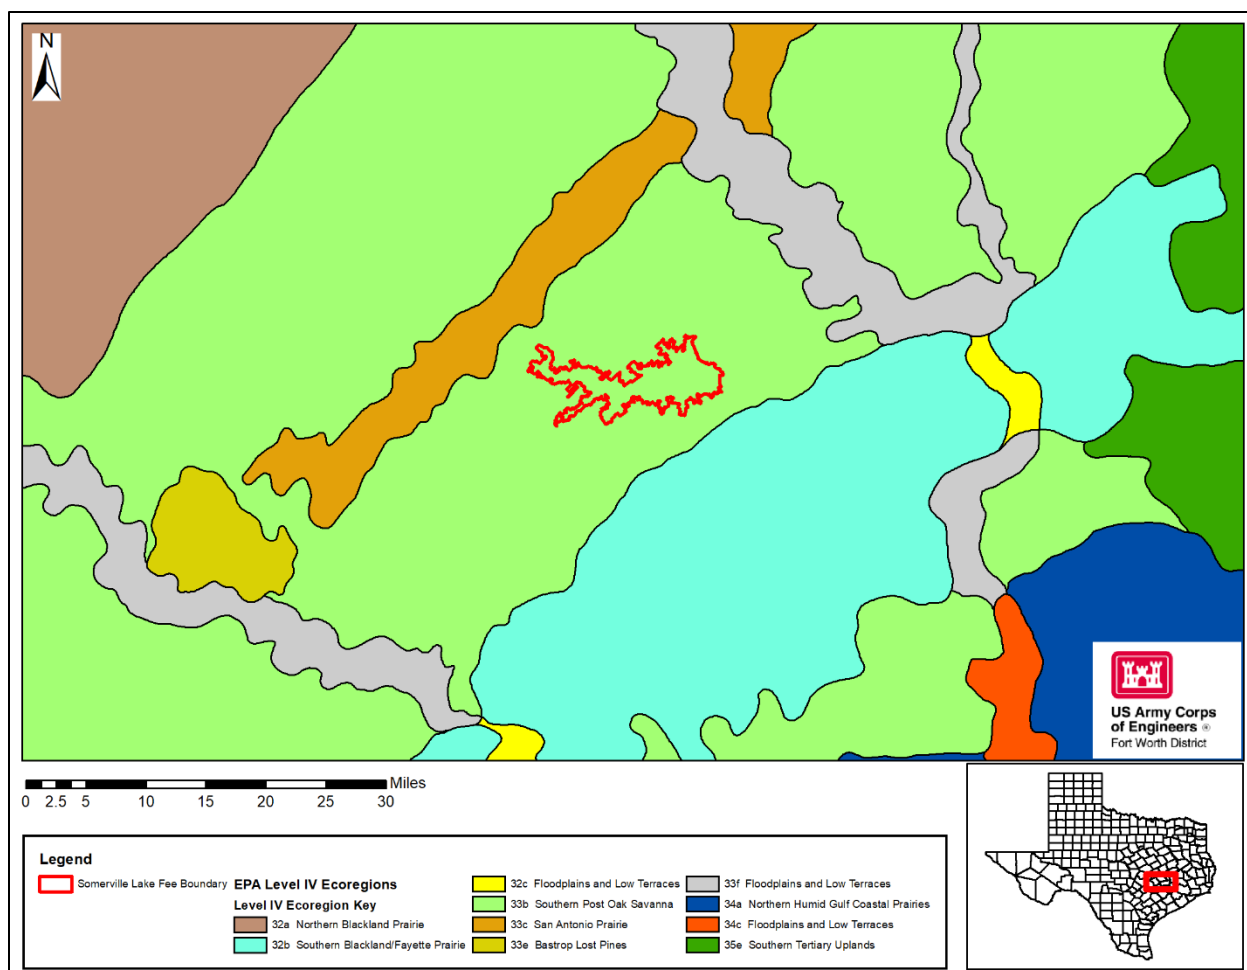 N
US Army Corps
of Engineers ®
Fort Worth District
Miles
0 2.5 5 10 15 20 25 30
Legend
Somerville Lake Fee Boundary
EPA Level IV Ecoregions
Level IV Ecoregion Key
32a Northern Blackland Prairie
32b Southern Blackland/Fayette Prairie
32c Floodplains and Low Terraces
33b Southern Post Oak Savanna
33c San Antonio Prairie
33e Bastrop Lost Pines
33f Floodplains and Low Terraces
34a Northern Humid Gulf Coastal Prairies
34c Floodplains and Low Terraces
35e Southern Tertiary Uplands